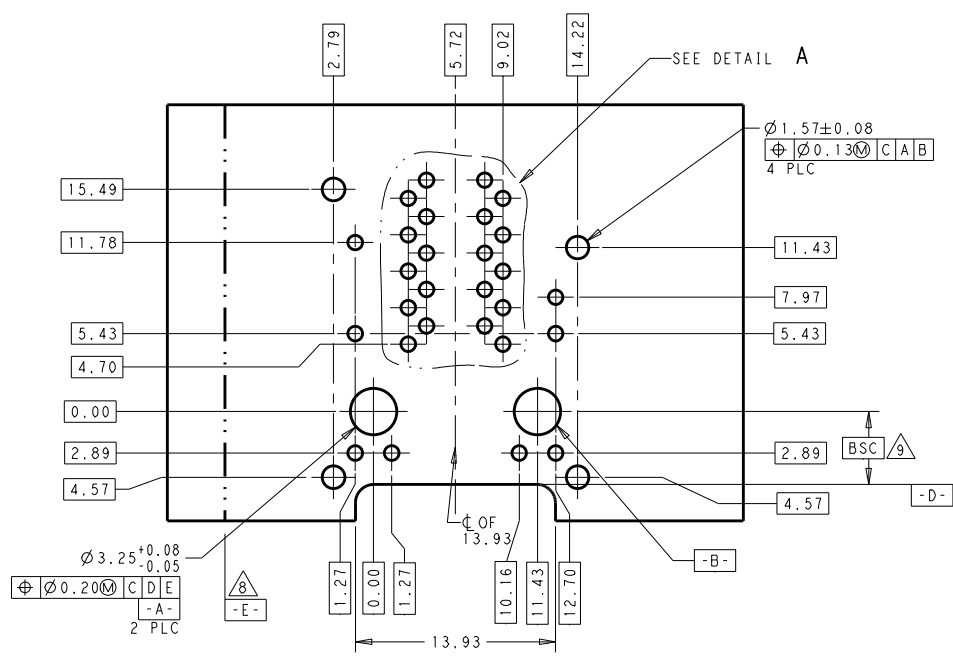 2.79
5.72
9.02
14.22
SEE DETAIL A
Ø1.57±0.08
⌖ Ø0.13Ⓜ C A B
4 PLC
15.49
11.78
11.43
7.97
5.43
5.43
4.70
0.00
2.89
2.89
BSC 9
4.57
4.57
-D-
℄ OF
13.93
Ø3.25 +0.08
-0.05
⌖ Ø0.20Ⓜ C D E
-A-
2 PLC
8
-E-
1.27
0.00
1.27
10.16
11.43
12.70
-B-
13.93